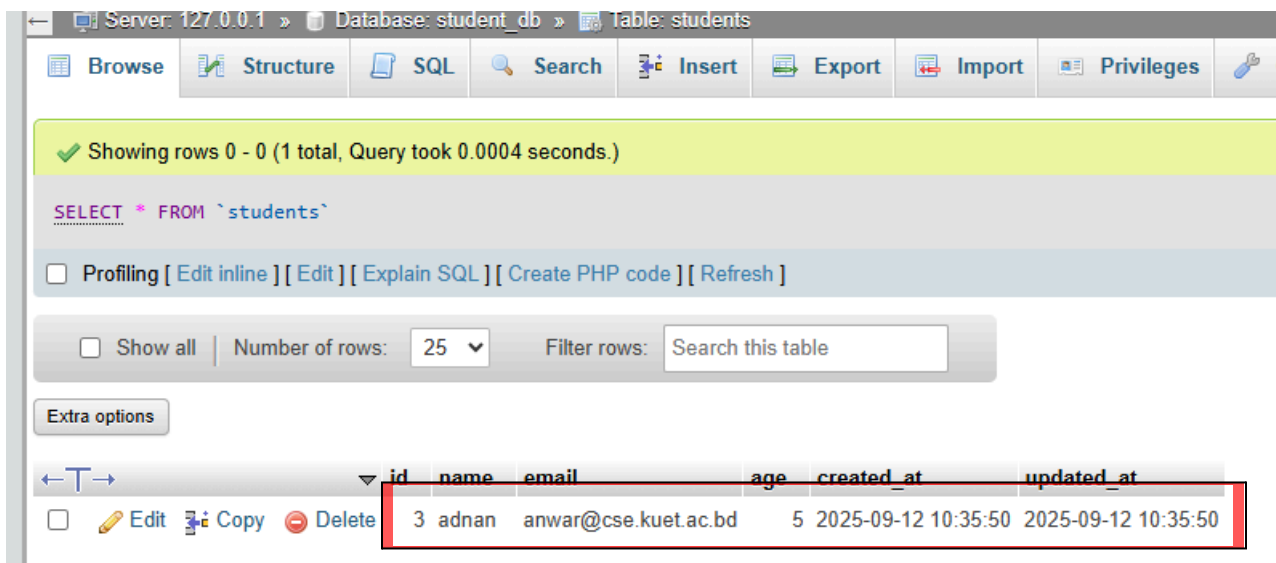 Server: 127.0.0.1 » Database: student_db » Table: students
Browse Structure SQL Search Insert Export Import Privileges
Showing rows 0 - 0 (1 total, Query took 0.0004 seconds.)
SELECT * FROM `students`
Profiling [ Edit inline ] [ Edit ] [ Explain SQL ] [ Create PHP code ] [ Refresh ]
Show all | Number of rows: 25 Filter rows: Search this table
Extra options
id name email age created_at updated_at
Edit Copy Delete 3 adnan anwar@cse.kuet.ac.bd 5 2025-09-12 10:35:50 2025-09-12 10:35:50